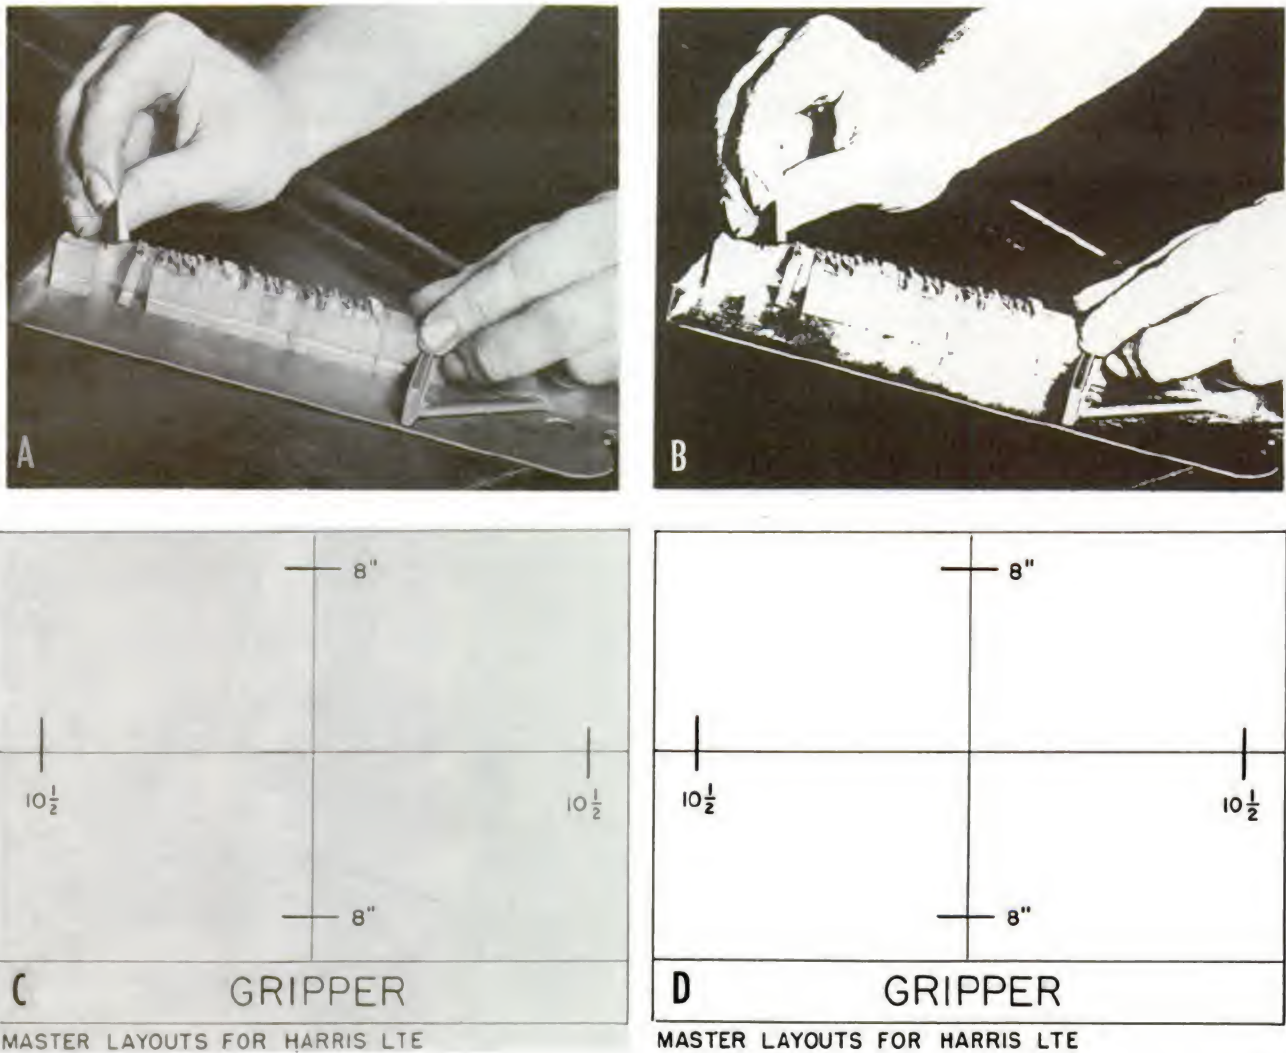 A
B
8"
10½
10½
8"
C GRIPPER
MASTER LAYOUTS FOR HARRIS LTE
8"
10½
10½
8"
D GRIPPER
MASTER LAYOUTS FOR HARRIS LTE